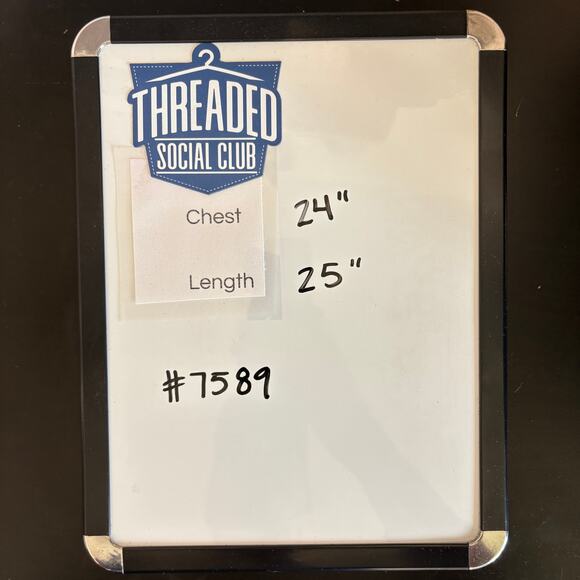 THREADED
SOCIAL CLUB
Chest 24"
Length 25"
#7589